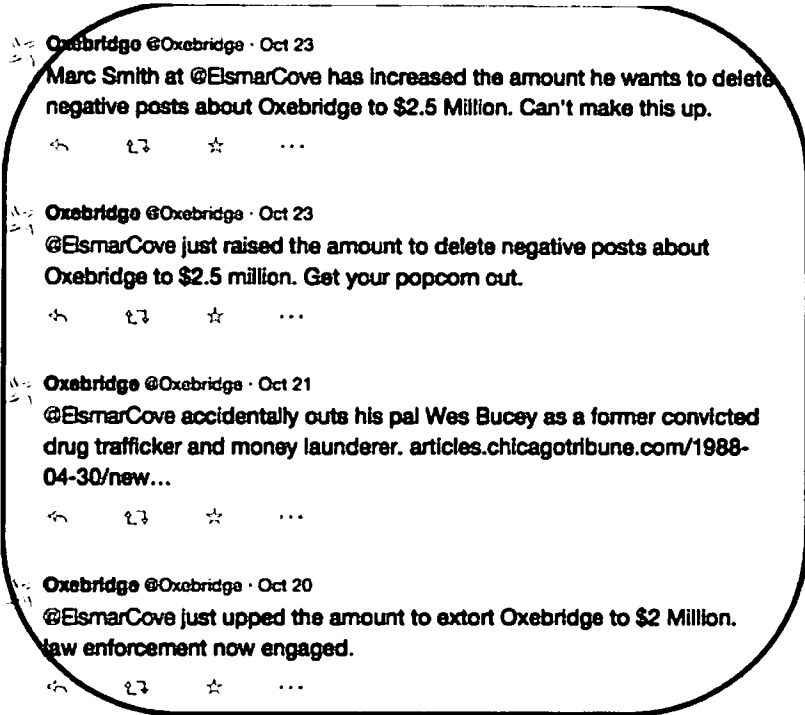 Oxebridge @Oxebridge · Oct 23
Marc Smith at @ElsmarCove has increased the amount he wants to delete
negative posts about Oxebridge to $2.5 Million. Can't make this up.
Oxebridge @Oxebridge · Oct 23
@ElsmarCove just raised the amount to delete negative posts about
Oxebridge to $2.5 million. Get your popcorn out.
Oxebridge @Oxebridge · Oct 21
@ElsmarCove accidentally outs his pal Wes Bucey as a former convicted
drug trafficker and money launderer. articles.chicagotribune.com/1988-
04-30/new...
Oxebridge @Oxebridge · Oct 20
@ElsmarCove just upped the amount to extort Oxebridge to $2 Million.
law enforcement now engaged.